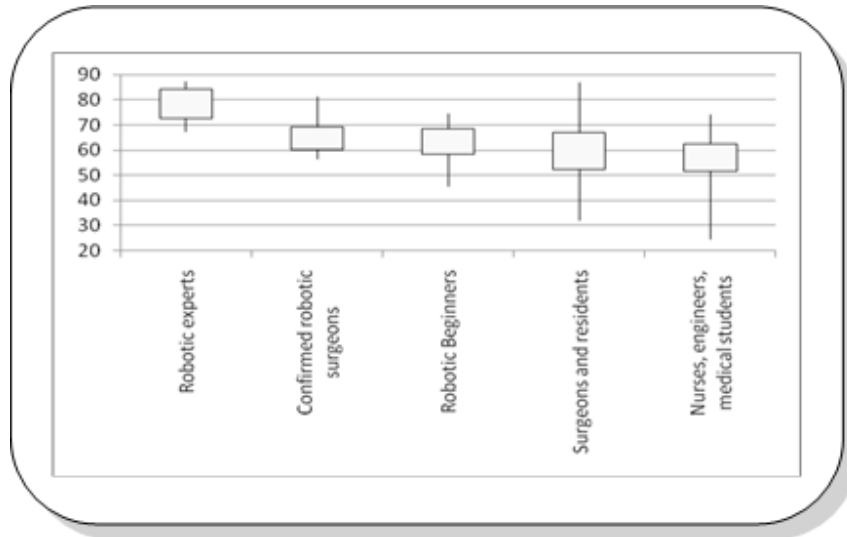 90
80
70
60
50
40
30
20
Robotic experts
Confirmed robotic
surgeons
Robotic Beginners
Surgeons and residents
Nurses, engineers,
medical students